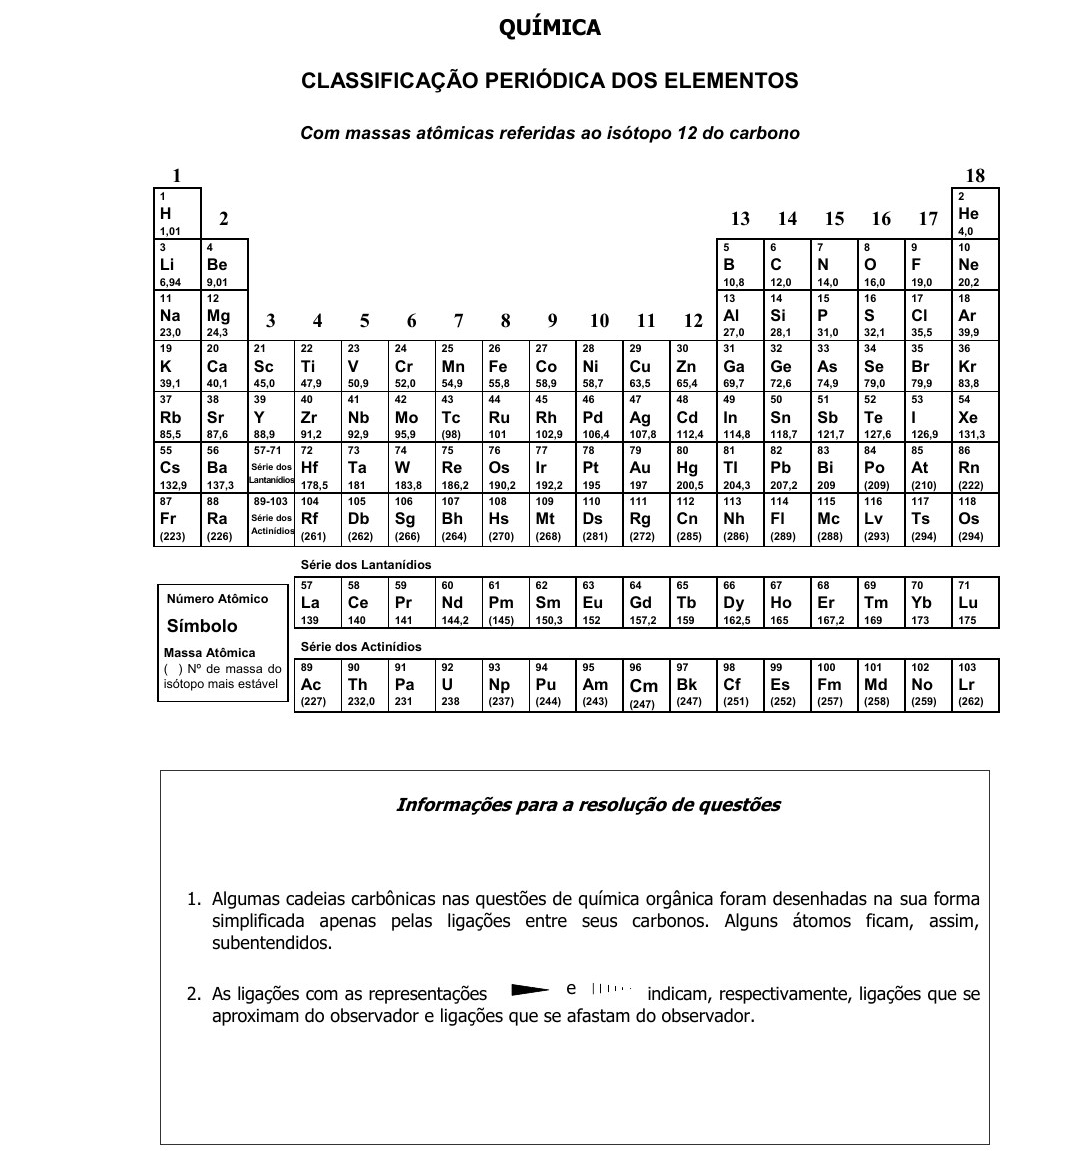 QUÍMICA
CLASSIFICAÇÃO PERIÓDICA DOS ELEMENTOS
Com massas atômicas referidas ao isótopo 12 do carbono
1 18
1 2
H 2 13 14 15 16 17 He
1,01 4,0
3 4 5 6 7 8 9 10
Li Be B C N O F Ne
6,94 9,01 10,8 12,0 14,0 16,0 19,0 20,2
11 12 13 14 15 16 17 18
Na Mg 3 4 5 6 7 8 9 10 11 12 Al Si P S Cl Ar
23,0 24,3 27,0 28,1 31,0 32,1 35,5 39,9
19 20 21 22 23 24 25 26 27 28 29 30 31 32 33 34 35 36
K Ca Sc Ti V Cr Mn Fe Co Ni Cu Zn Ga Ge As Se Br Kr
39,1 40,1 45,0 47,9 50,9 52,0 54,9 55,8 58,9 58,7 63,5 65,4 69,7 72,6 74,9 79,0 79,9 83,8
37 38 39 40 41 42 43 44 45 46 47 48 49 50 51 52 53 54
Rb Sr Y Zr Nb Mo Tc Ru Rh Pd Ag Cd In Sn Sb Te I Xe
85,5 87,6 88,9 91,2 92,9 95,9 (98) 101 102,9 106,4 107,8 112,4 114,8 118,7 121,7 127,6 126,9 131,3
55 56 57-71 72 73 74 75 76 77 78 79 80 81 82 83 84 85 86
Cs Ba Série dos Lantanídios Hf Ta W Re Os Ir Pt Au Hg Tl Pb Bi Po At Rn
132,9 137,3 178,5 181 183,8 186,2 190,2 192,2 195 197 200,5 204,3 207,2 209 (209) (210) (222)
87 88 89-103 104 105 106 107 108 109 110 111 112 113 114 115 116 117 118
Fr Ra Série dos Actinídios Rf Db Sg Bh Hs Mt Ds Rg Cn Nh Fl Mc Lv Ts Os
(223) (226) (261) (262) (266) (264) (270) (268) (281) (272) (285) (286) (289) (288) (293) (294) (294)
Série dos Lantanídios
57 58 59 60 61 62 63 64 65 66 67 68 69 70 71
La Ce Pr Nd Pm Sm Eu Gd Tb Dy Ho Er Tm Yb Lu
139 140 141 144,2 (145) 150,3 152 157,2 159 162,5 165 167,2 169 173 175
Número Atômico
Símbolo
Massa Atômica
( ) Nº de massa do
isótopo mais estável
Série dos Actinídios
89 90 91 92 93 94 95 96 97 98 99 100 101 102 103
Ac Th Pa U Np Pu Am Cm Bk Cf Es Fm Md No Lr
(227) 232,0 231 238 (237) (244) (243) (247) (247) (251) (252) (257) (258) (259) (262)
Informações para a resolução de questões
1. Algumas cadeias carbônicas nas questões de química orgânica foram desenhadas na sua forma
simplificada apenas pelas ligações entre seus carbonos. Alguns átomos ficam, assim,
subentendidos.
2. As ligações com as representações e indicam, respectivamente, ligações que se
aproximam do observador e ligações que se afastam do observador.